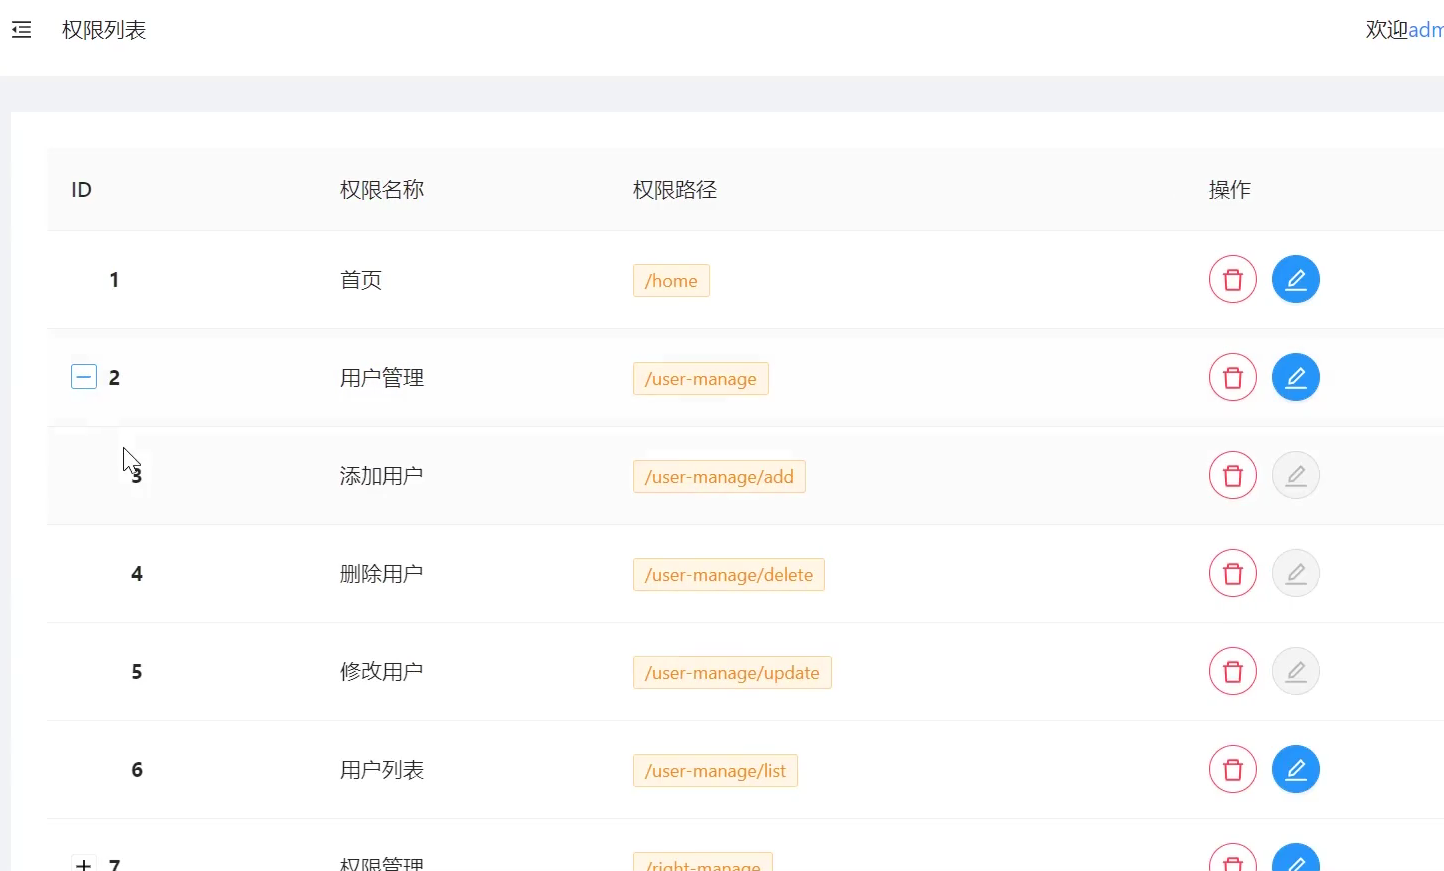 权限列表 欢迎adm
ID 权限名称 权限路径 操作
1 首页 /home
2 用户管理 /user-manage
3 添加用户 /user-manage/add
4 删除用户 /user-manage/delete
5 修改用户 /user-manage/update
6 用户列表 /user-manage/list
7 权限管理 /right-manage